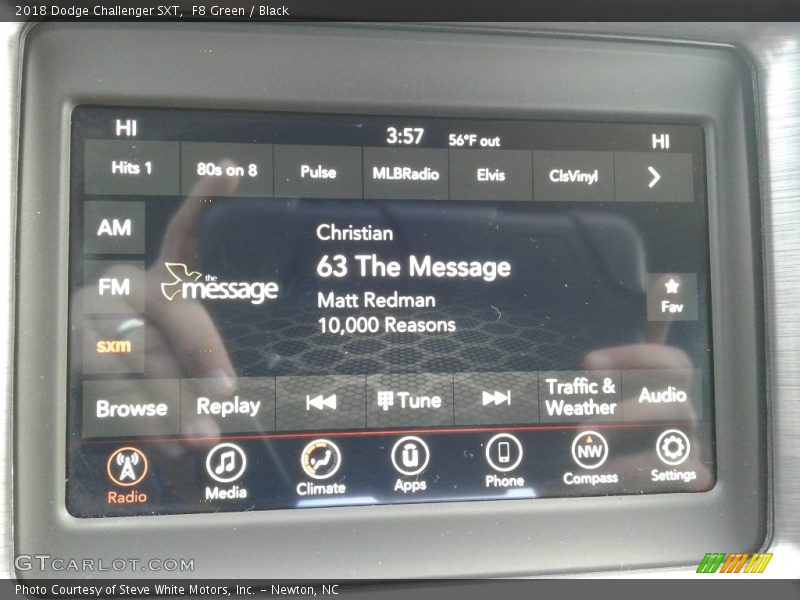 2018 Dodge Challenger SXT, F8 Green / Black
HI 3:57 56°F out HI
Hits 1 80s on 8 Pulse MLBRadio Elvis ClsVinyl
AM
Christian
63 The Message
FM
the message
Matt Redman
Fav
10,000 Reasons
sxm
Browse Replay Tune Traffic & Weather Audio
NW
Radio Media Climate Apps Phone Compass Settings
GTCARLOT.COM
Photo Courtesy of Steve White Motors, Inc. – Newton, NC